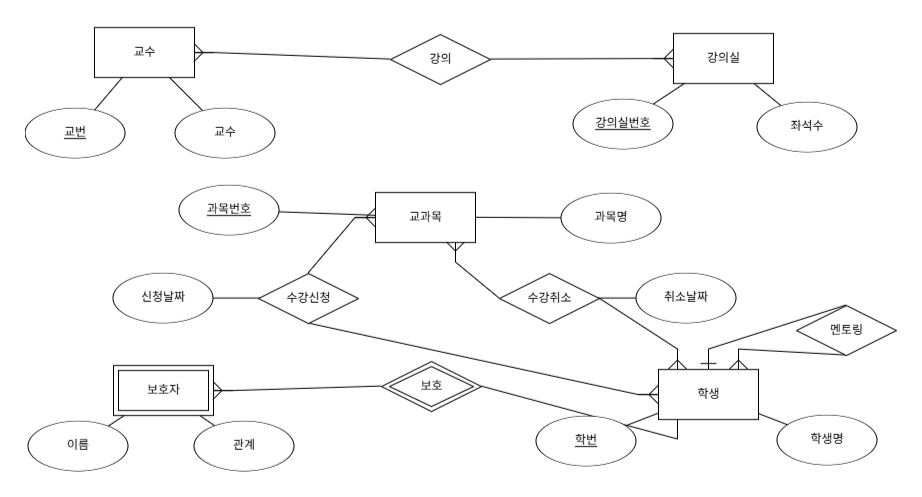 교수
강의
강의실
교번
교수
강의실번호
좌석수
과목번호
교과목
과목명
신청날짜
수강신청
수강취소
취소날짜
멘토링
보호자
보호
학생
이름
관계
학번
학생명